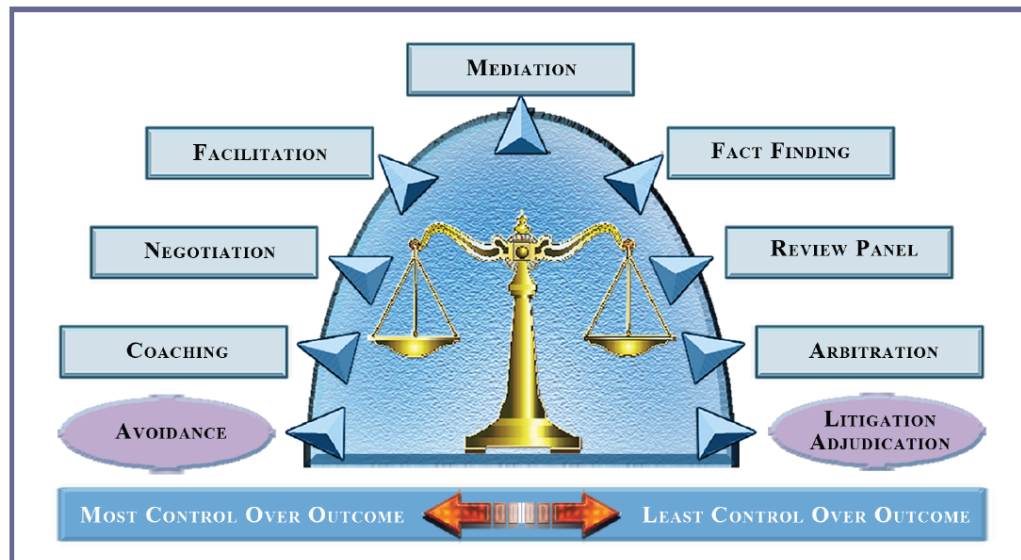 MEDIATION
FACILITATION
FACT FINDING
NEGOTIATION
REVIEW PANEL
COACHING
ARBITRATION
AVOIDANCE
LITIGATION
ADJUDICATION
MOST CONTROL OVER OUTCOME
LEAST CONTROL OVER OUTCOME